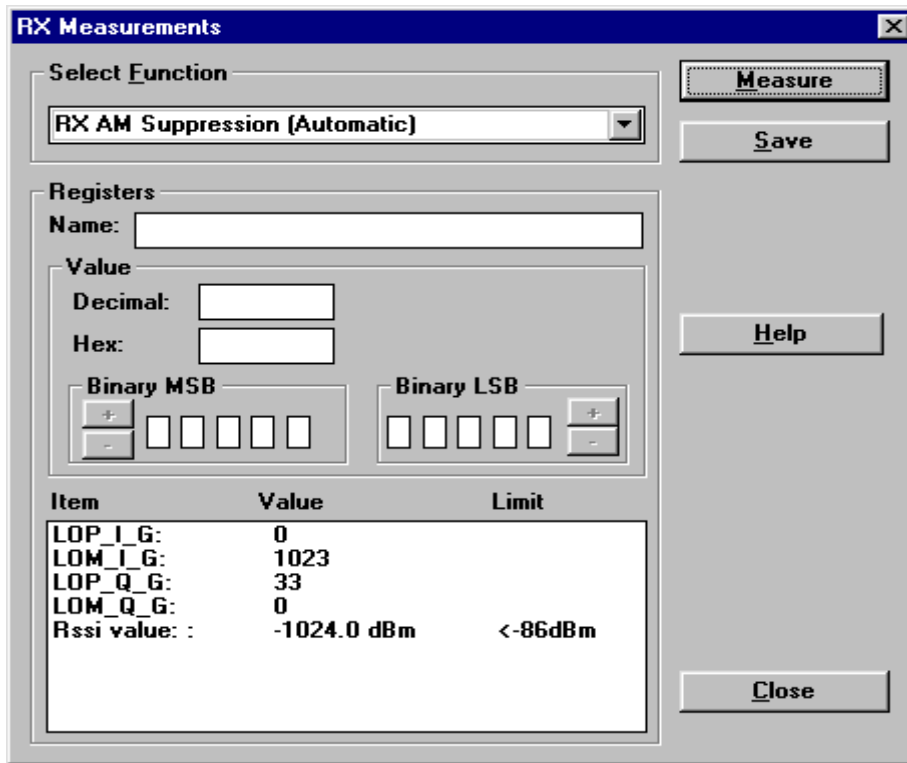 RX Measurements
Select Function
Measure
RX AM Suppression (Automatic)
Save
Registers
Name:
Value
Decimal:
Hex:
Help
Binary MSB
Binary LSB
+
+
-
-
Item Value Limit
LOP_I_G: 0
LOM_I_G: 1023
LOP_Q_G: 33
LOM_Q_G: 0
Rssi value: : -1024.0 dBm <-86dBm
Close